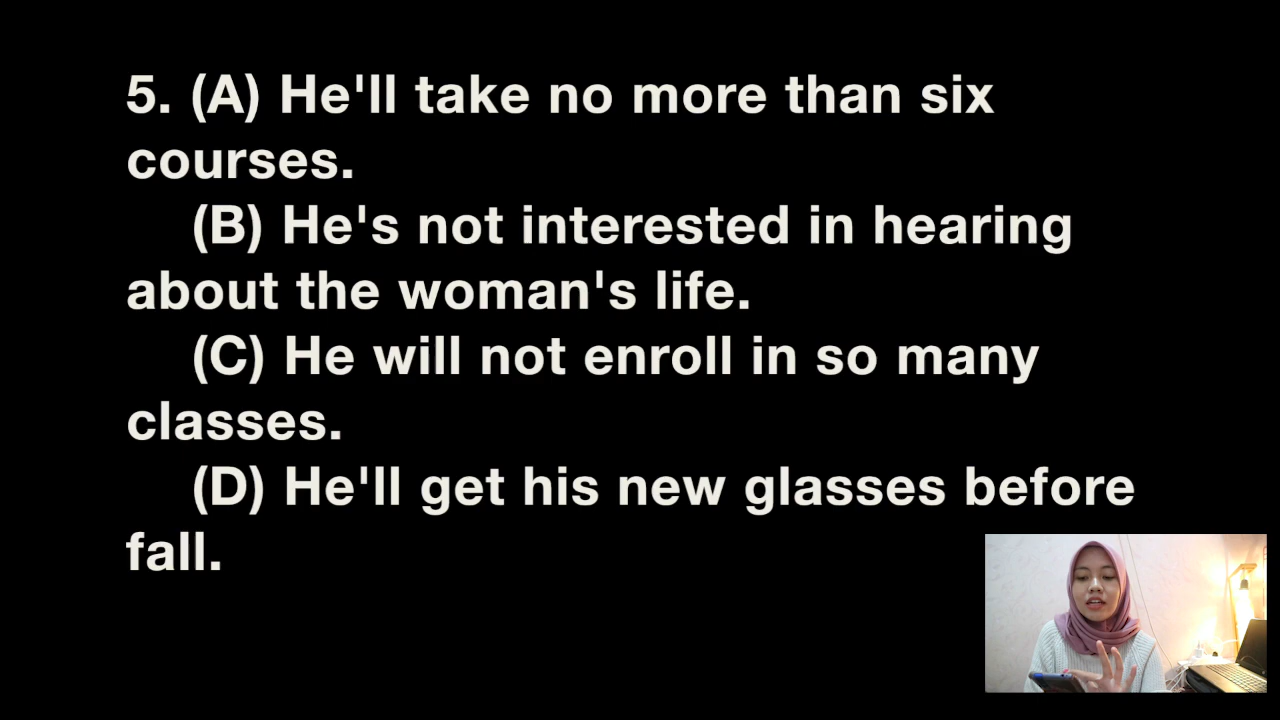 5. (A) He'll take no more than six
courses.
(B) He's not interested in hearing
about the woman's life.
(C) He will not enroll in so many
classes.
(D) He'll get his new glasses before
fall.